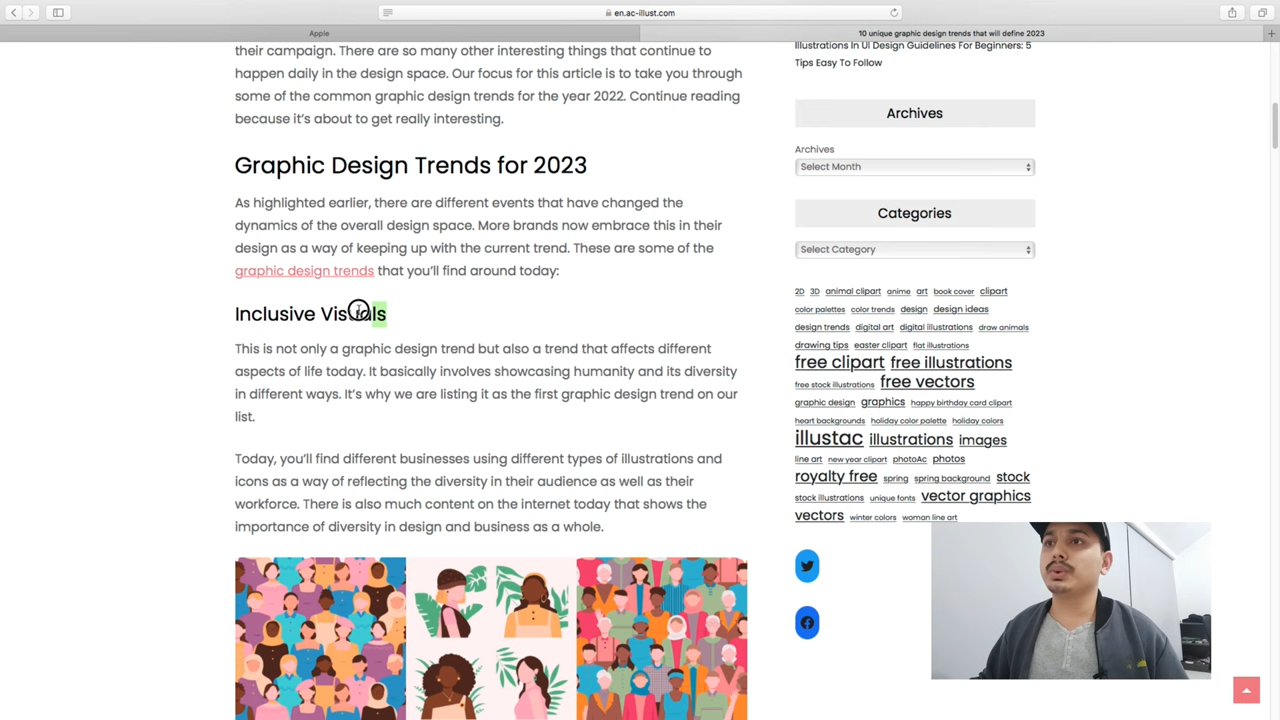 en.ac-illust.com
Apple
10 unique graphic design trends that will define 2023
their campaign. There are so many other interesting things that continue to
happen daily in the design space. Our focus for this article is to take you through
some of the common graphic design trends for the year 2022. Continue reading
because it's about to get really interesting.
Graphic Design Trends for 2023
As highlighted earlier, there are different events that have changed the
dynamics of the overall design space. More brands now embrace this in their
design as a way of keeping up with the current trend. These are some of the
graphic design trends that you'll find around today:
Inclusive Visuals
This is not only a graphic design trend but also a trend that affects different
aspects of life today. It basically involves showcasing humanity and its diversity
in different ways. It's why we are listing it as the first graphic design trend on our
list.
Today, you'll find different businesses using different types of illustrations and
icons as a way of reflecting the diversity in their audience as well as their
workforce. There is also much content on the internet today that shows the
importance of diversity in design and business as a whole.
Illustrations In UI Design Guidelines For Beginners: 5
Tips Easy To Follow
Archives
Archives
Select Month
Categories
Select Category
2D 3D animal clipart anime art book cover clipart
color palettes color trends design design ideas
design trends digital art digital illustrations draw animals
drawing tips easter clipart flat illustrations
free clipart free illustrations
free stock illustrations free vectors
graphic design graphics happy birthday card clipart
heart backgrounds holiday color palette holiday colors
illustac illustrations images
line art new year clipart photoAc photos
royalty free spring spring background stock
stock illustrations unique fonts vector graphics
vectors winter colors woman line art